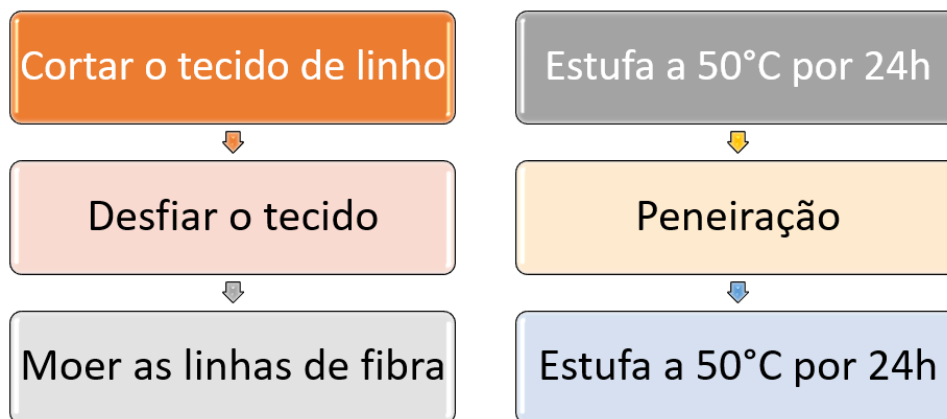 Cortar o tecido de linho
Desfiar o tecido
Moer as linhas de fibra
Estufa a 50°C por 24h
Peneiração
Estufa a 50°C por 24h